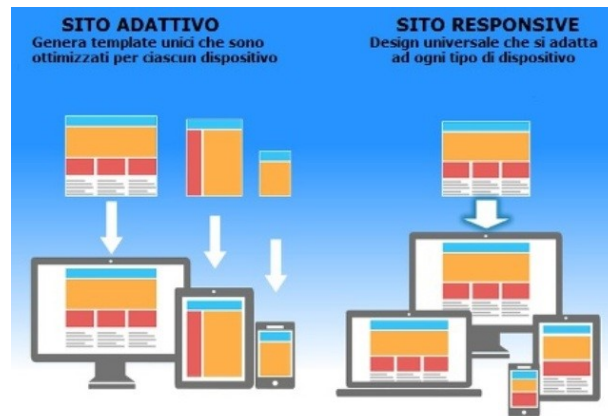 SITO ADATTIVO
Genera template unici che sono
ottimizzati per ciascun dispositivo
SITO RESPONSIVE
Design universale che si adatta
ad ogni tipo di dispositivo